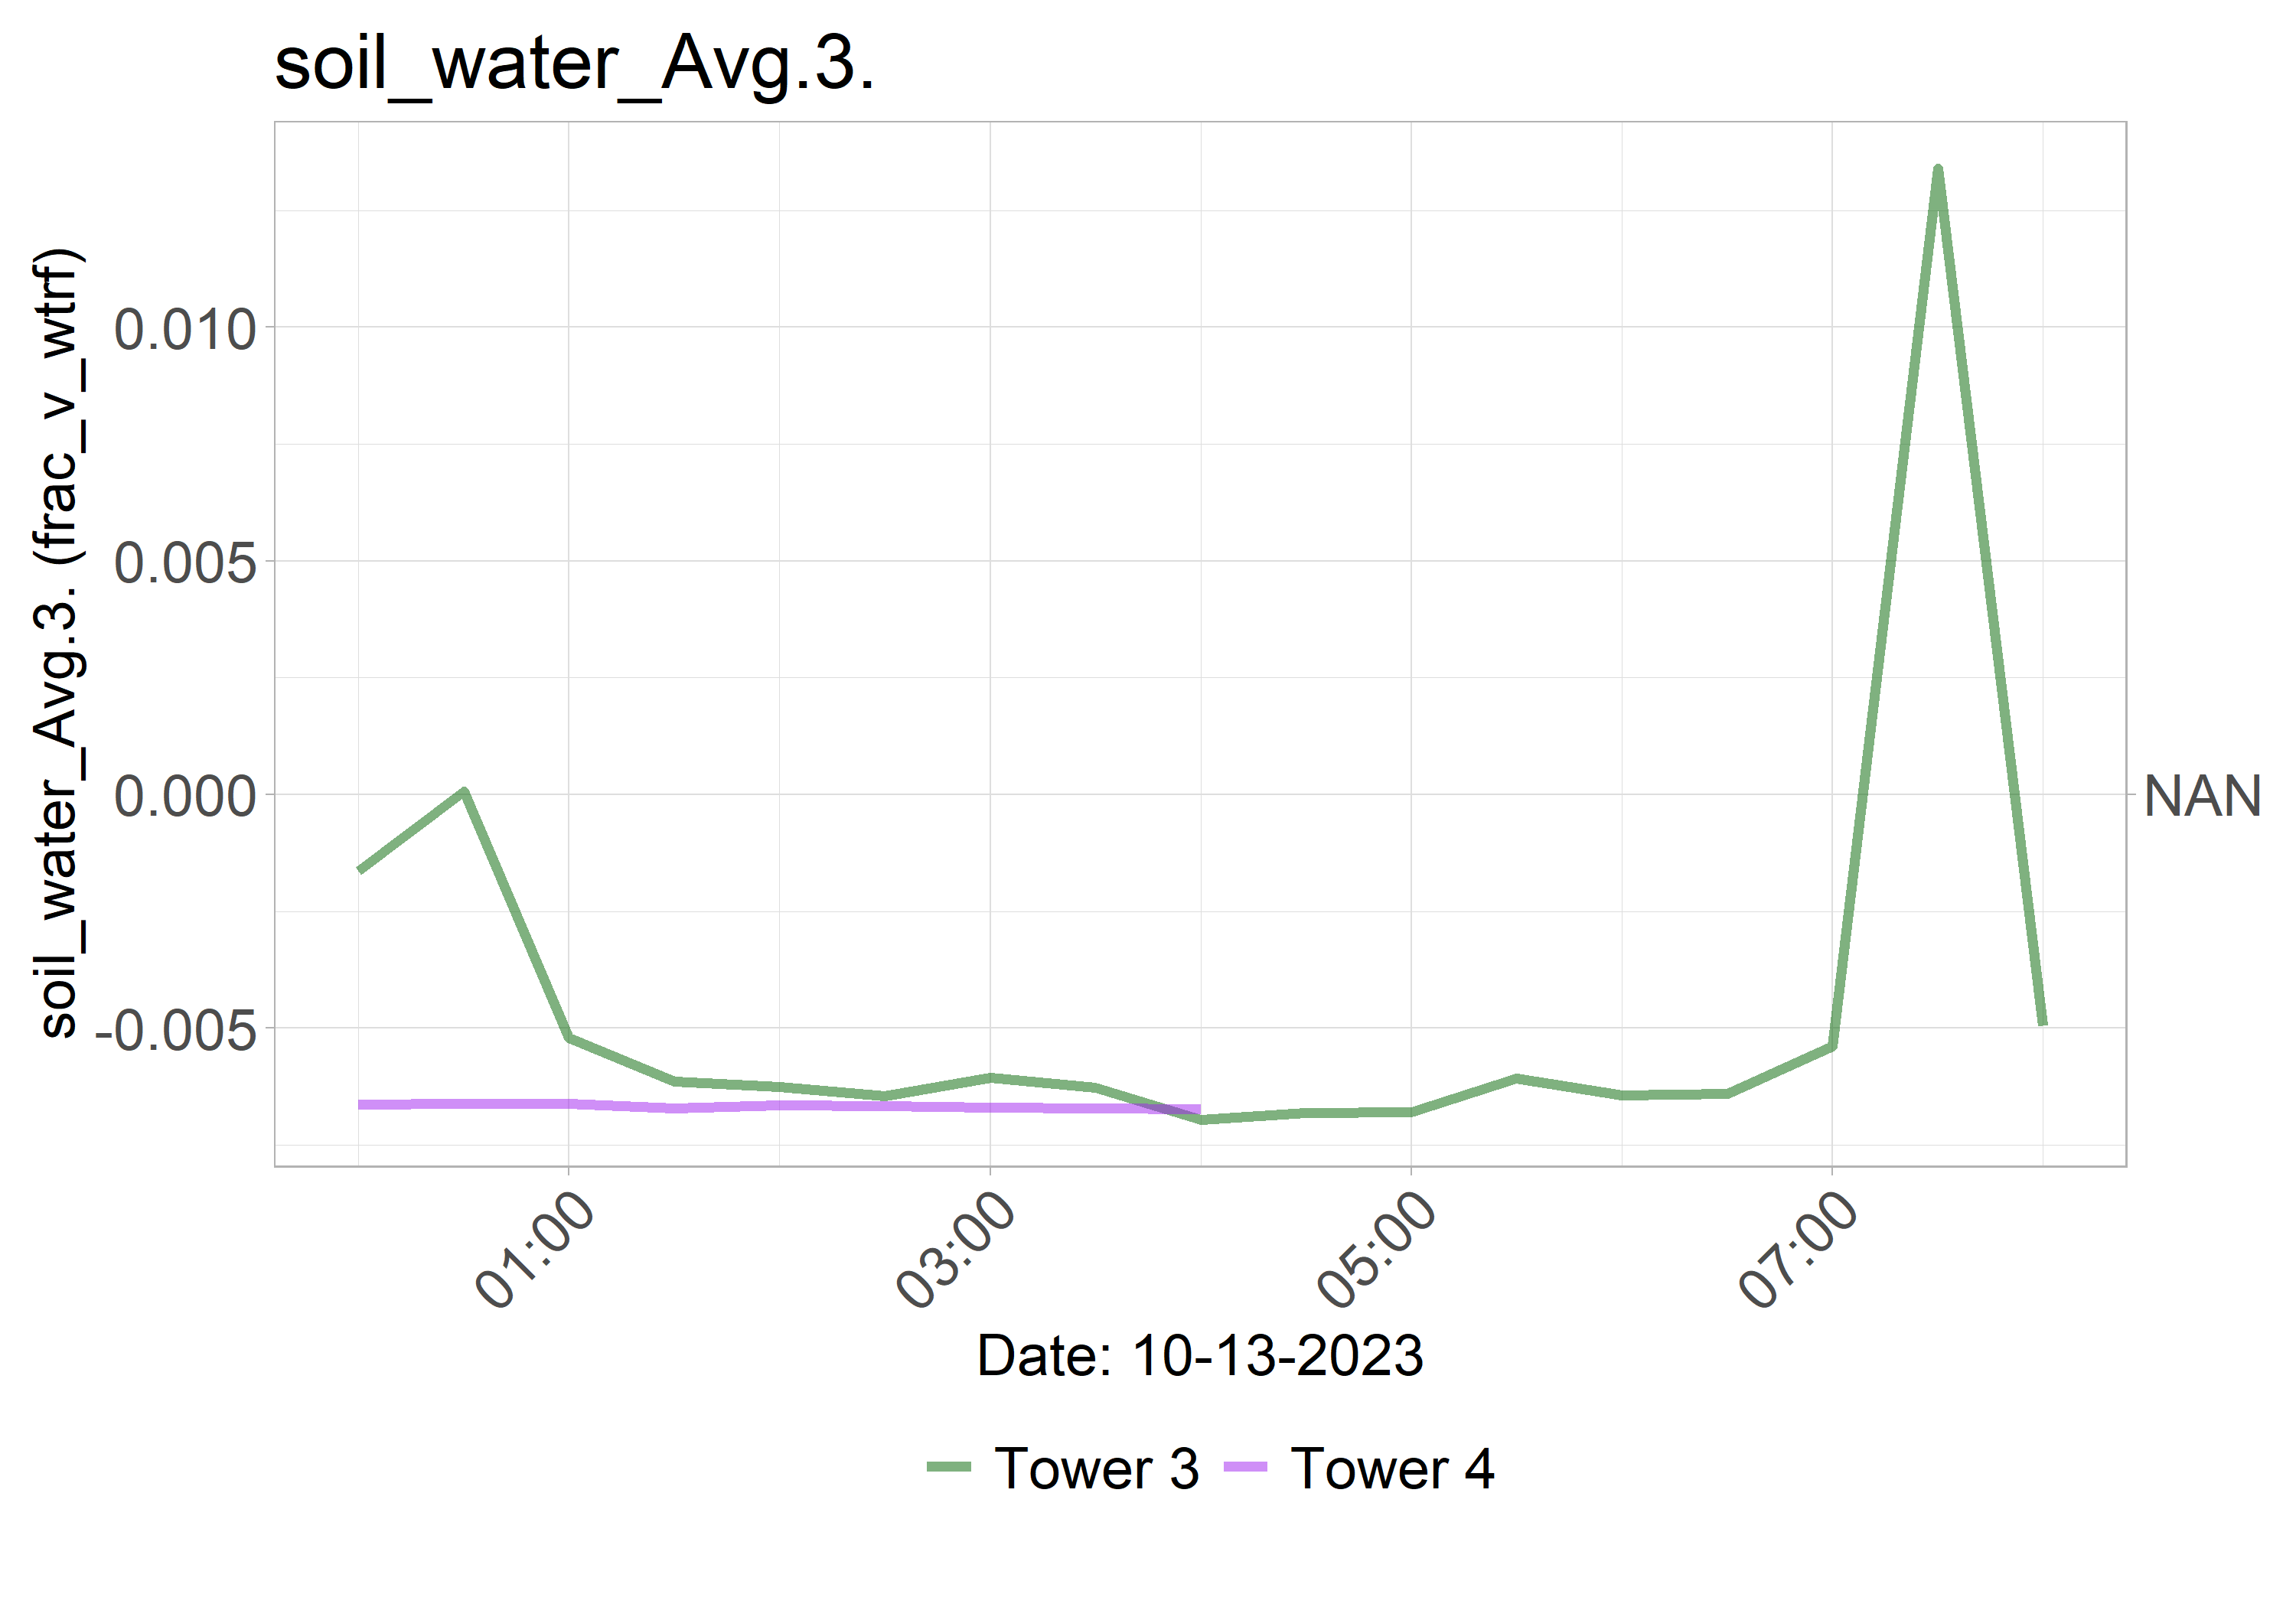 soil_water_Avg.3.
soil_water_Avg.3. (frac_v_wtrf)
0.010
0.005
0.000
-0.005
NAN
01:00
03:00
05:00
07:00
Date: 10-13-2023
Tower 3
Tower 4